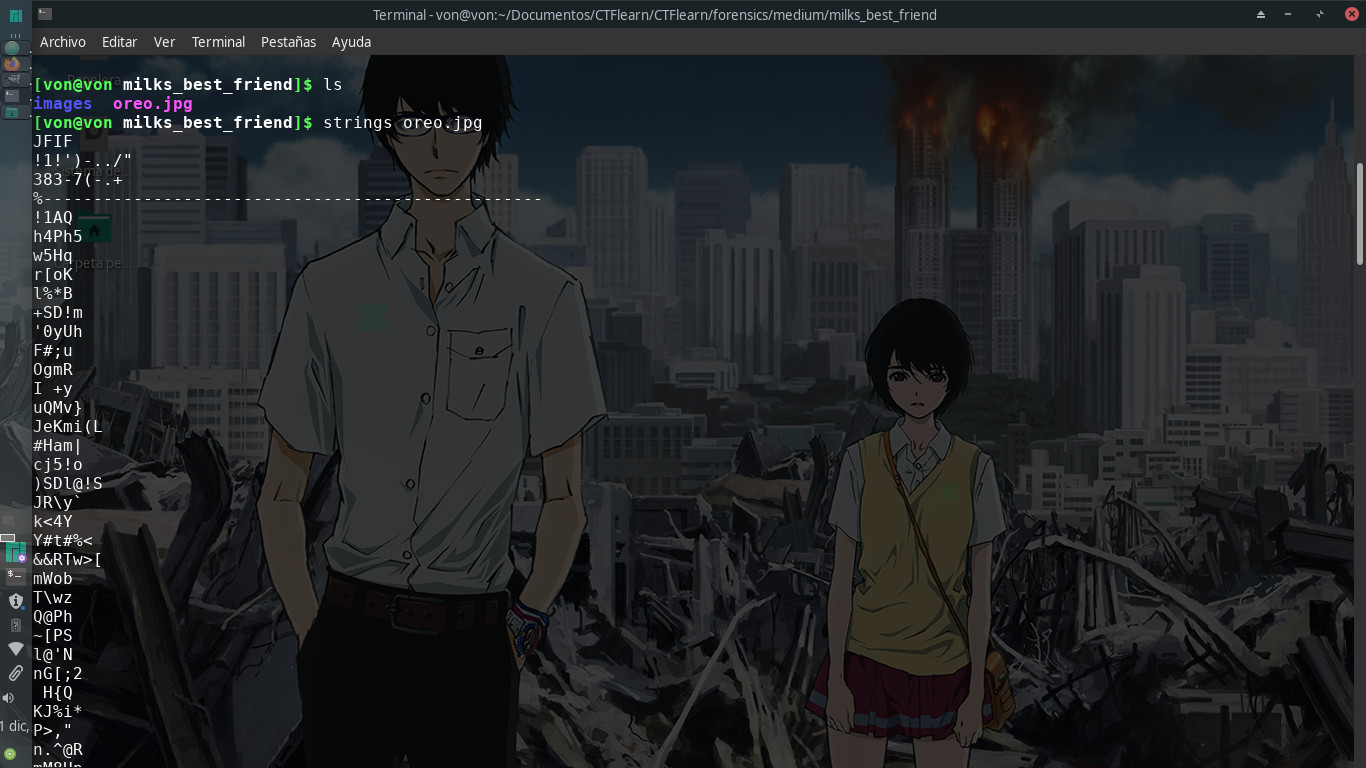 Terminal - von@von:~/Documentos/CTFlearn/CTFlearn/forensics/medium/milks_best_friend
Archivo Editar Ver Terminal Pestañas Ayuda
[von@von milks_best_friend]$ ls
images oreo.jpg
[von@von milks_best_friend]$ strings oreo.jpg
JFIF
!1!')-../"
383-7(-.+
%--------------------------------------------------
!1AQ
h4Ph5
w5Hq
r[oK
l%*B
+SD!m
'0yUh
F#;u
OgmR
I +y
uQMv}
JeKmi(L
#Ham|
cj5!o
)SDl@!S
JR\y`
k<4Y
Y#t#%<
&&RTw>[
mWob
T\wz
Q@Ph
~[PS
l@'N
nG[;2
 H{Q
KJ%i*
1 dic,
P>,"
n.^@R